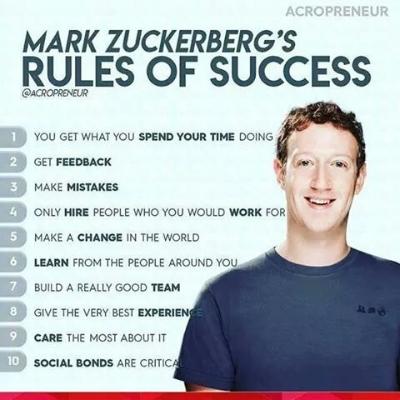 ACROPRENEUR
MARK ZUCKERBERG'S
RULES OF SUCCESS
@ACROPRENEUR
1 YOU GET WHAT YOU SPEND YOUR TIME DOING
2 GET FEEDBACK
3 MAKE MISTAKES
4 ONLY HIRE PEOPLE WHO YOU WOULD WORK FOR
5 MAKE A CHANGE IN THE WORLD
6 LEARN FROM THE PEOPLE AROUND YOU
7 BUILD A REALLY GOOD TEAM
8 GIVE THE VERY BEST EXPERIENCE
9 CARE THE MOST ABOUT IT
10 SOCIAL BONDS ARE CRITICA